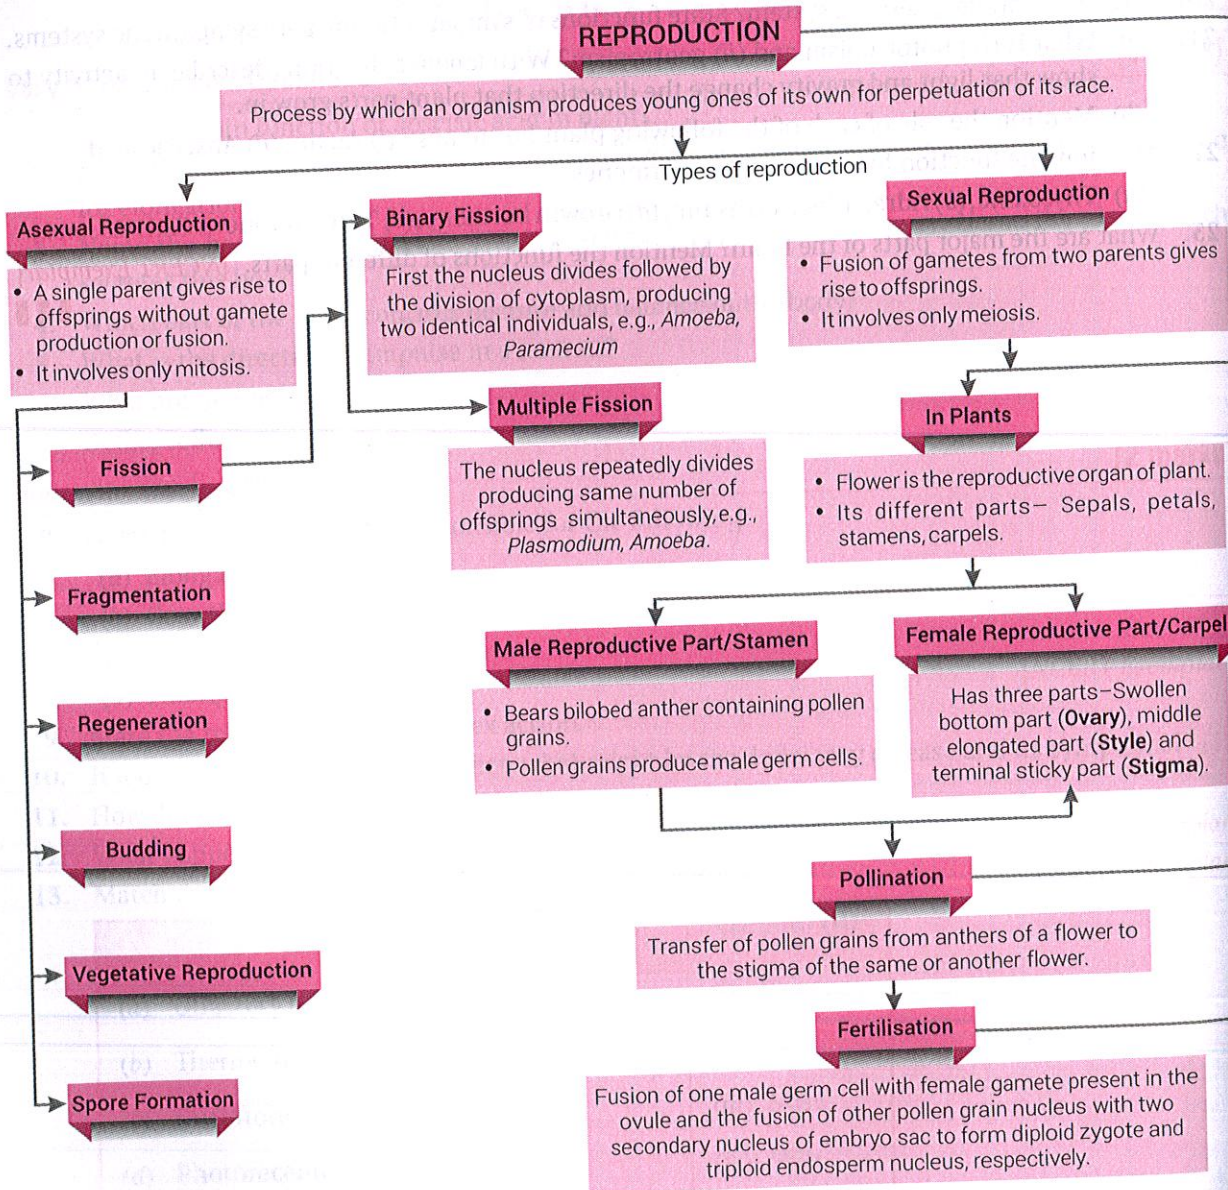 REPRODUCTION
Process by which an organism produces young ones of its own for perpetuation of its race.
Types of reproduction
Asexual Reproduction
• A single parent gives rise to
offsprings without gamete
production or fusion.
• It involves only mitosis.
Fission
Fragmentation
Regeneration
Budding
Vegetative Reproduction
Spore Formation
Binary Fission
First the nucleus divides followed by
the division of cytoplasm, producing
two identical individuals, e.g., Amoeba,
Paramecium
Multiple Fission
The nucleus repeatedly divides
producing same number of
offsprings simultaneously, e.g.,
Plasmodium, Amoeba.
Sexual Reproduction
• Fusion of gametes from two parents gives
rise to offsprings.
• It involves only meiosis.
In Plants
• Flower is the reproductive organ of plant.
• Its different parts– Sepals, petals,
stamens, carpels.
Male Reproductive Part/Stamen
• Bears bilobed anther containing pollen
grains.
• Pollen grains produce male germ cells.
Female Reproductive Part/Carpel
Has three parts–Swollen
bottom part (Ovary), middle
elongated part (Style) and
terminal sticky part (Stigma).
Pollination
Transfer of pollen grains from anthers of a flower to
the stigma of the same or another flower.
Fertilisation
Fusion of one male germ cell with female gamete present in the
ovule and the fusion of other pollen grain nucleus with two
secondary nucleus of embryo sac to form diploid zygote and
triploid endosperm nucleus, respectively.